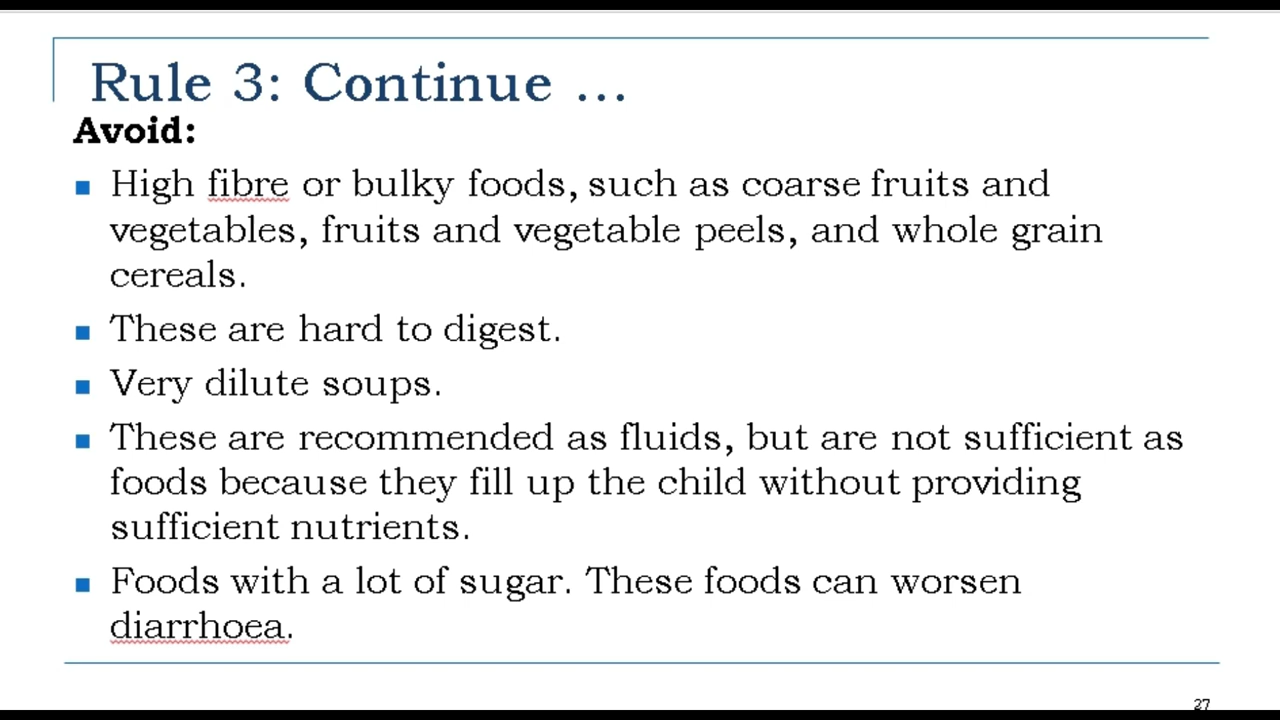 Rule 3: Continue ...
Avoid:
High fibre or bulky foods, such as coarse fruits and
vegetables, fruits and vegetable peels, and whole grain
cereals.
These are hard to digest.
Very dilute soups.
These are recommended as fluids, but are not sufficient as
foods because they fill up the child without providing
sufficient nutrients.
Foods with a lot of sugar. These foods can worsen
diarrhoea.
27